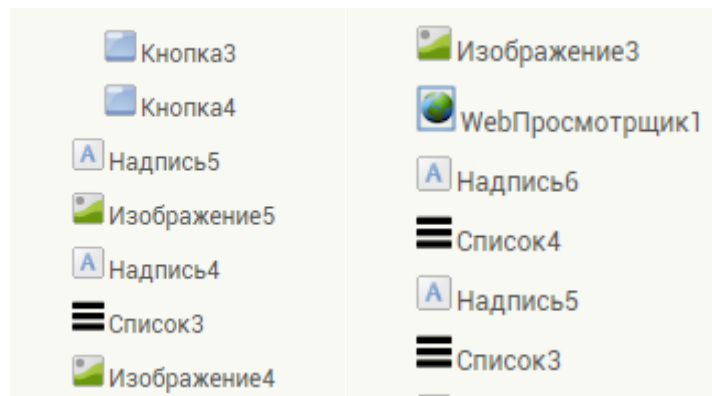 Кнопка3
Кнопка4
Надпись5
Изображение5
Надпись4
Список3
Изображение4
Изображение3
WebПросмотрщик1
Надпись6
Список4
Надпись5
Список3